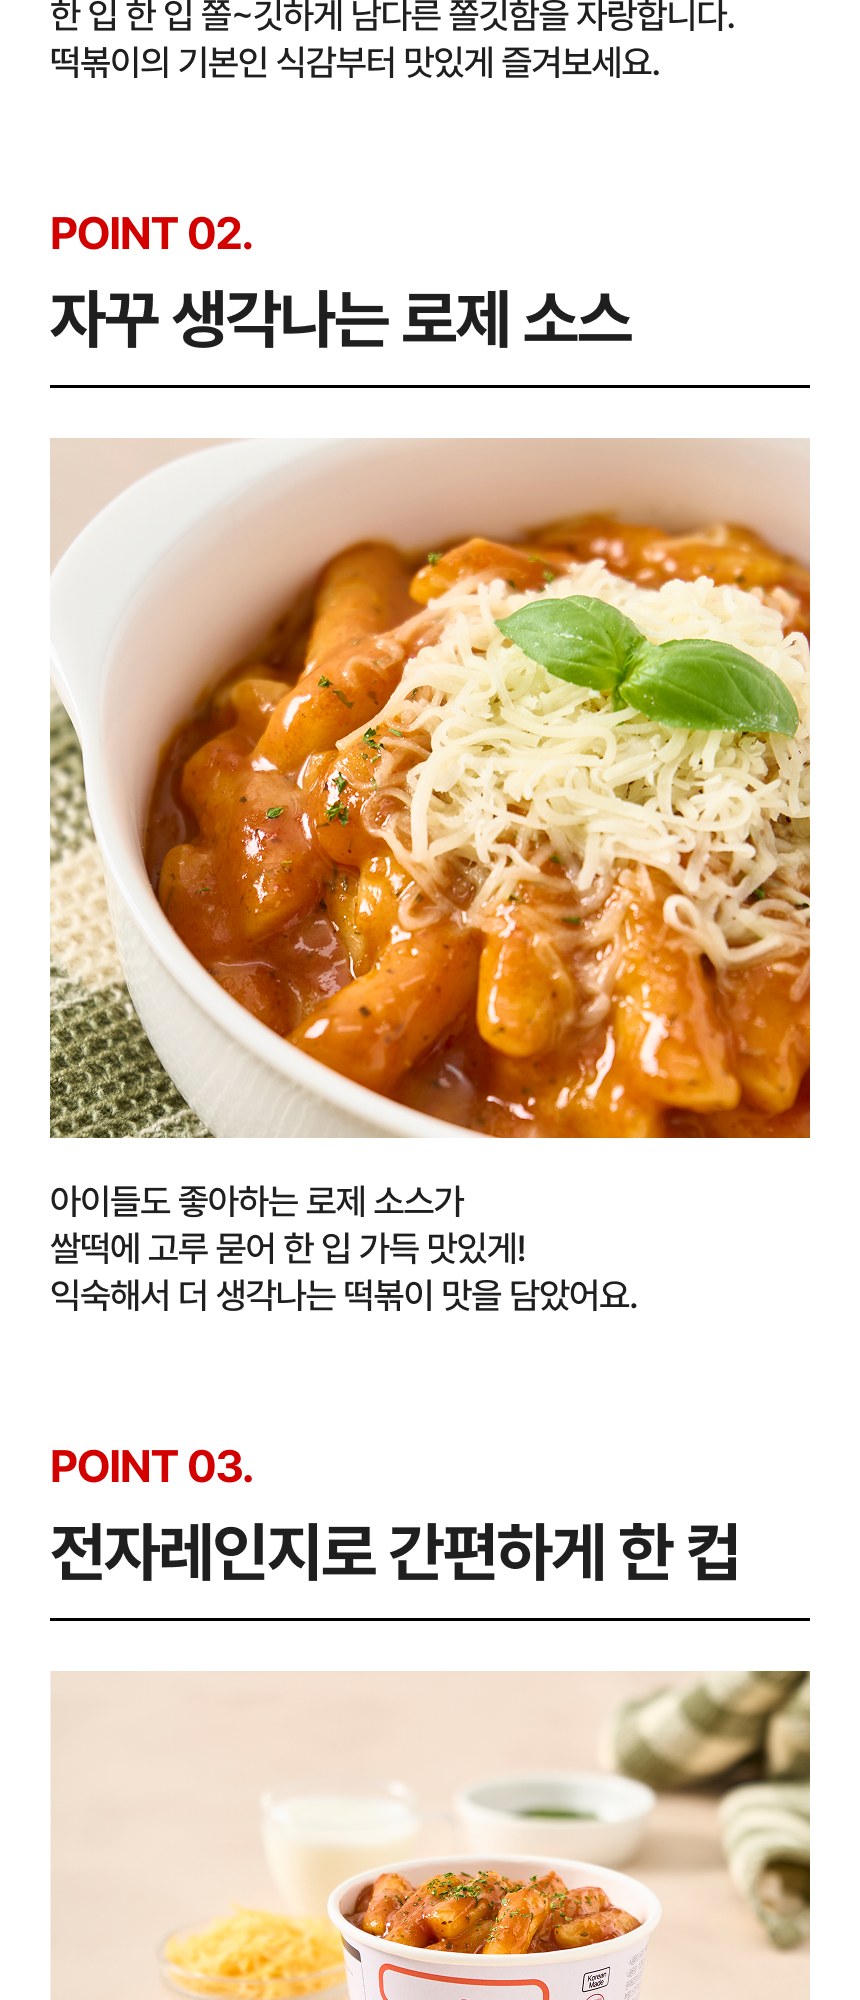 한 입 한 입 쫄~깃하게 남다른 쫄깃함을 자랑합니다.
떡볶이의 기본인 식감부터 맛있게 즐겨보세요.
POINT 02.
자꾸 생각나는 로제 소스
아이들도 좋아하는 로제 소스가
쌀떡에 고루 묻어 한 입 가득 맛있게!
익숙해서 더 생각나는 떡볶이 맛을 담았어요.
POINT 03.
전자레인지로 간편하게 한 컵
Korean
Made